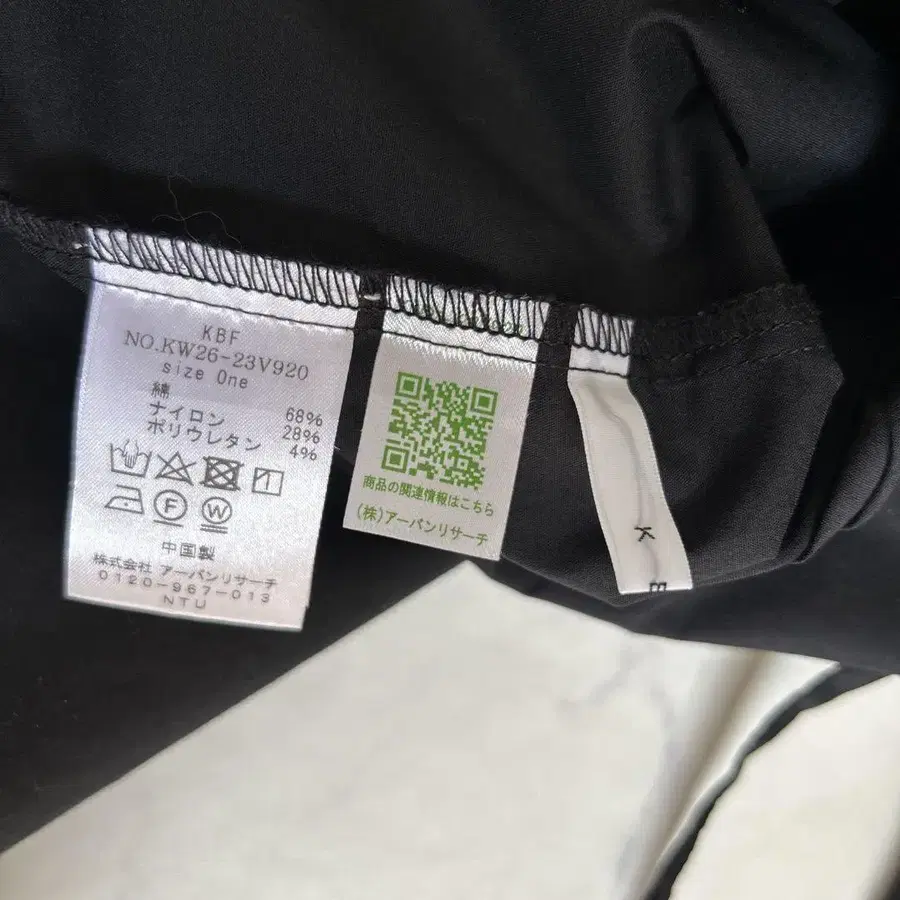 KBF
NO.KW26-23V920
size One
綿 68%
ナイロン 28%
ポリウレタン 4%
F W
中国製
株式会社 アーバンリサーチ
0120-967-013
NTU
商品の関連情報はこちら
(株)アーバンリサーチ
K
E